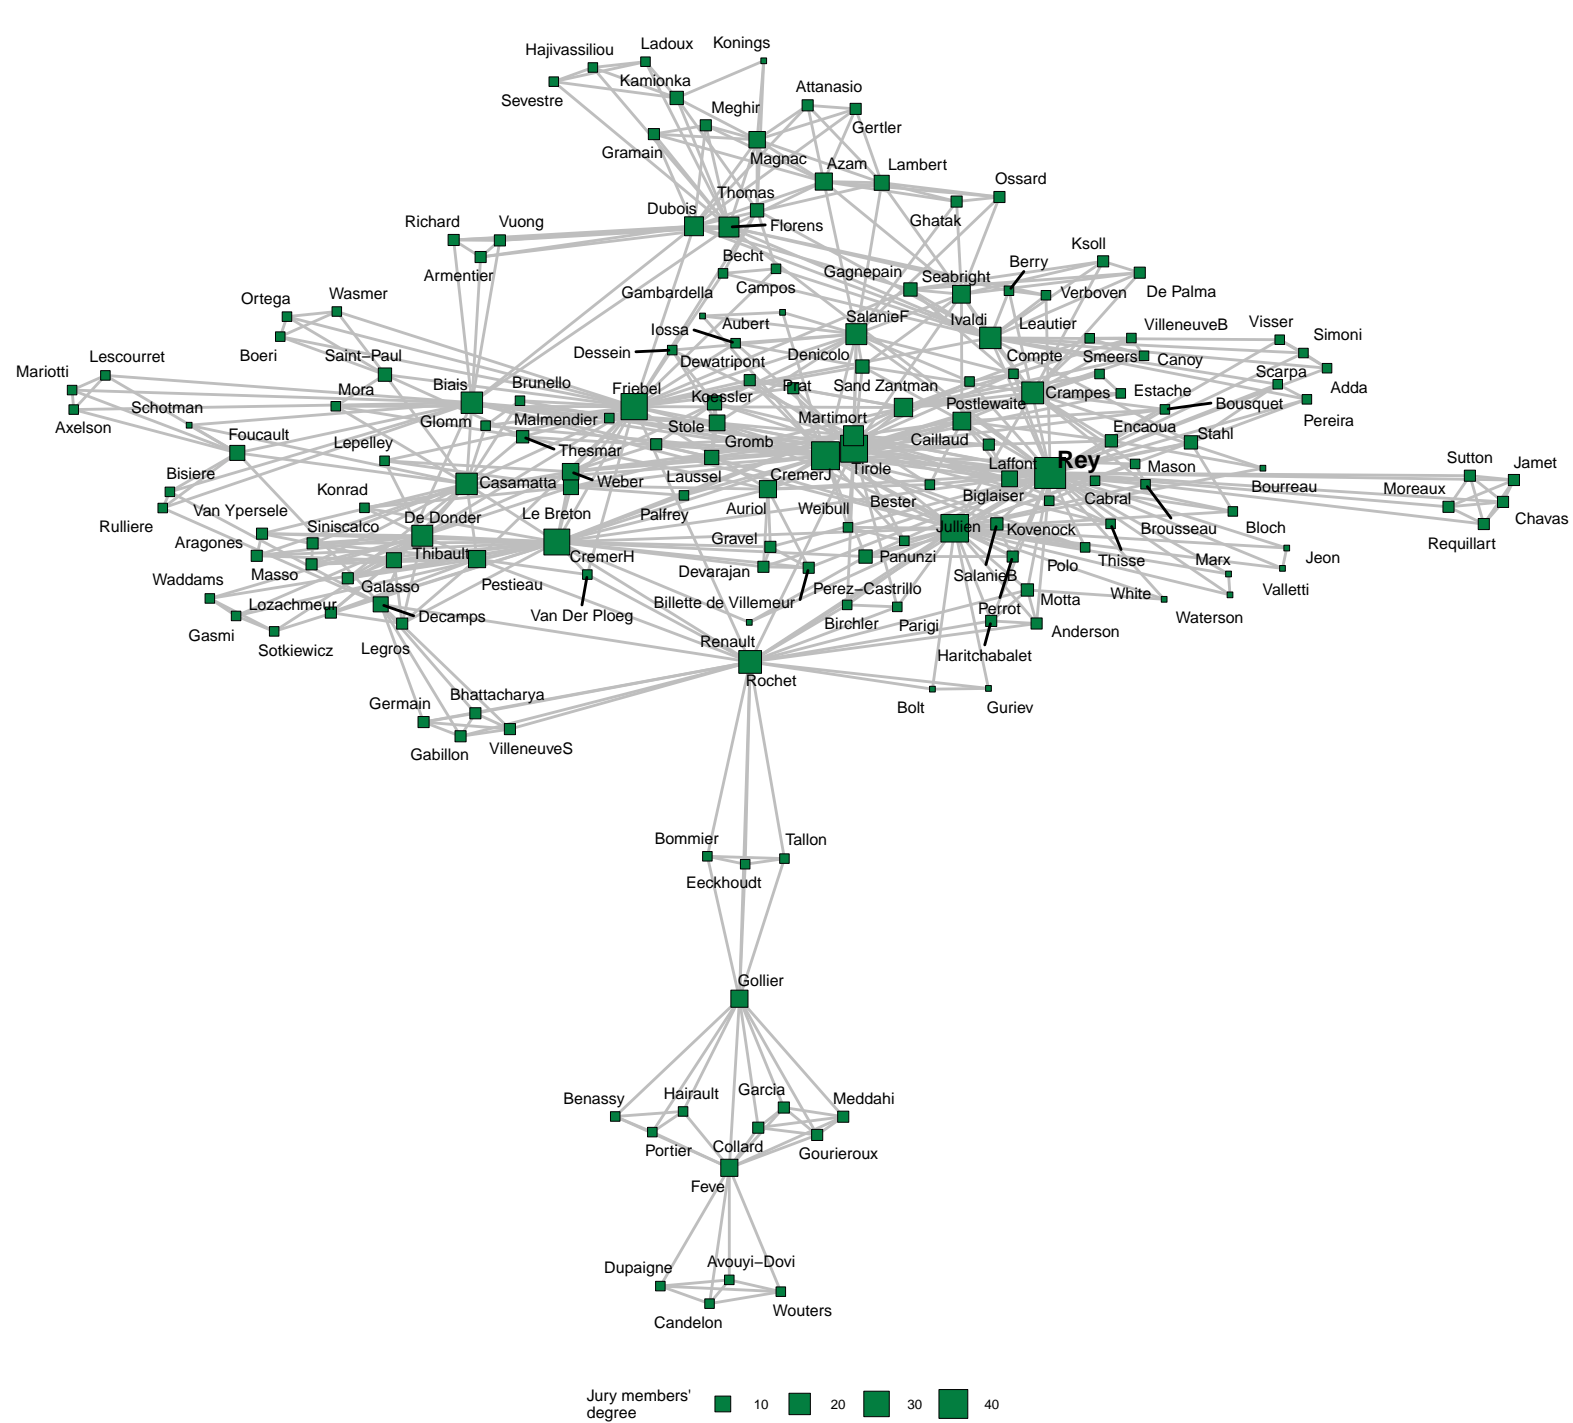 Konings
Ladoux
Hajivassiliou
Kamionka
Attanasio
Sevestre
Meghir
Gertler
Gramain
Magnac
Azam
Lambert
Ossard
Thomas
Dubois
Ghatak
Richard
Vuong
Florens
Ksoll
Becht
Berry
Armentier
Gagnepain
Seabright
Campos
Verboven
De Palma
Gambardella
Wasmer
Ortega
SalanieF
Ivaldi
Leautier
VilleneuveB
Visser
Iossa
Aubert
Simoni
Boeri
Lescourret
Saint−Paul
Dessein
Dewatripont
Denicolo
Compte
Smeers
Canoy
Mariotti
Scarpa
Biais
Brunello
Friebel
Prat
Sand Zantman
Adda
Mora
Koessler
Crampes
Estache
Postlewaite
Bousquet
Schotman
Axelson
Glomm
Malmendier
Martimort
Pereira
Stole
Encaoua
Stahl
Foucault
Lepelley
Thesmar
Gromb
Caillaud
Tirole
Laffont
Rey
Sutton
Jamet
Bisiere
Casamatta
Weber
Laussel
CremerJ
Mason
Bourreau
Moreaux
Konrad
Biglaiser
Cabral
Bester
Van Ypersele
Rulliere
De Donder
Le Breton
Palfrey
Auriol
Weibull
Chavas
Siniscalco
Jullien
Kovenock
Brousseau
Bloch
Aragones
Gravel
Requillart
Thibault
CremerH
Panunzi
Thisse
Jeon
Masso
Devarajan
SalanieB
Polo
Marx
Valletti
Waddams
Galasso
Pestieau
Perez−Castrillo
Lozachmeur
Decamps
Van Der Ploeg
Billette de Villemeur
Perrot
Motta
White
Waterson
Gasmi
Birchler
Parigi
Anderson
Sotkiewicz
Legros
Renault
Haritchabalet
Rochet
Germain
Bhattacharya
Bolt
Guriev
Gabillon
VilleneuveS
Bommier
Tallon
Eeckhoudt
Gollier
Benassy
Hairault
Garcia
Meddahi
Portier
Collard
Gourieroux
Feve
Dupaigne
Avouyi−Dovi
Candelon
Wouters
Jury members'
degree
10 20 30 40